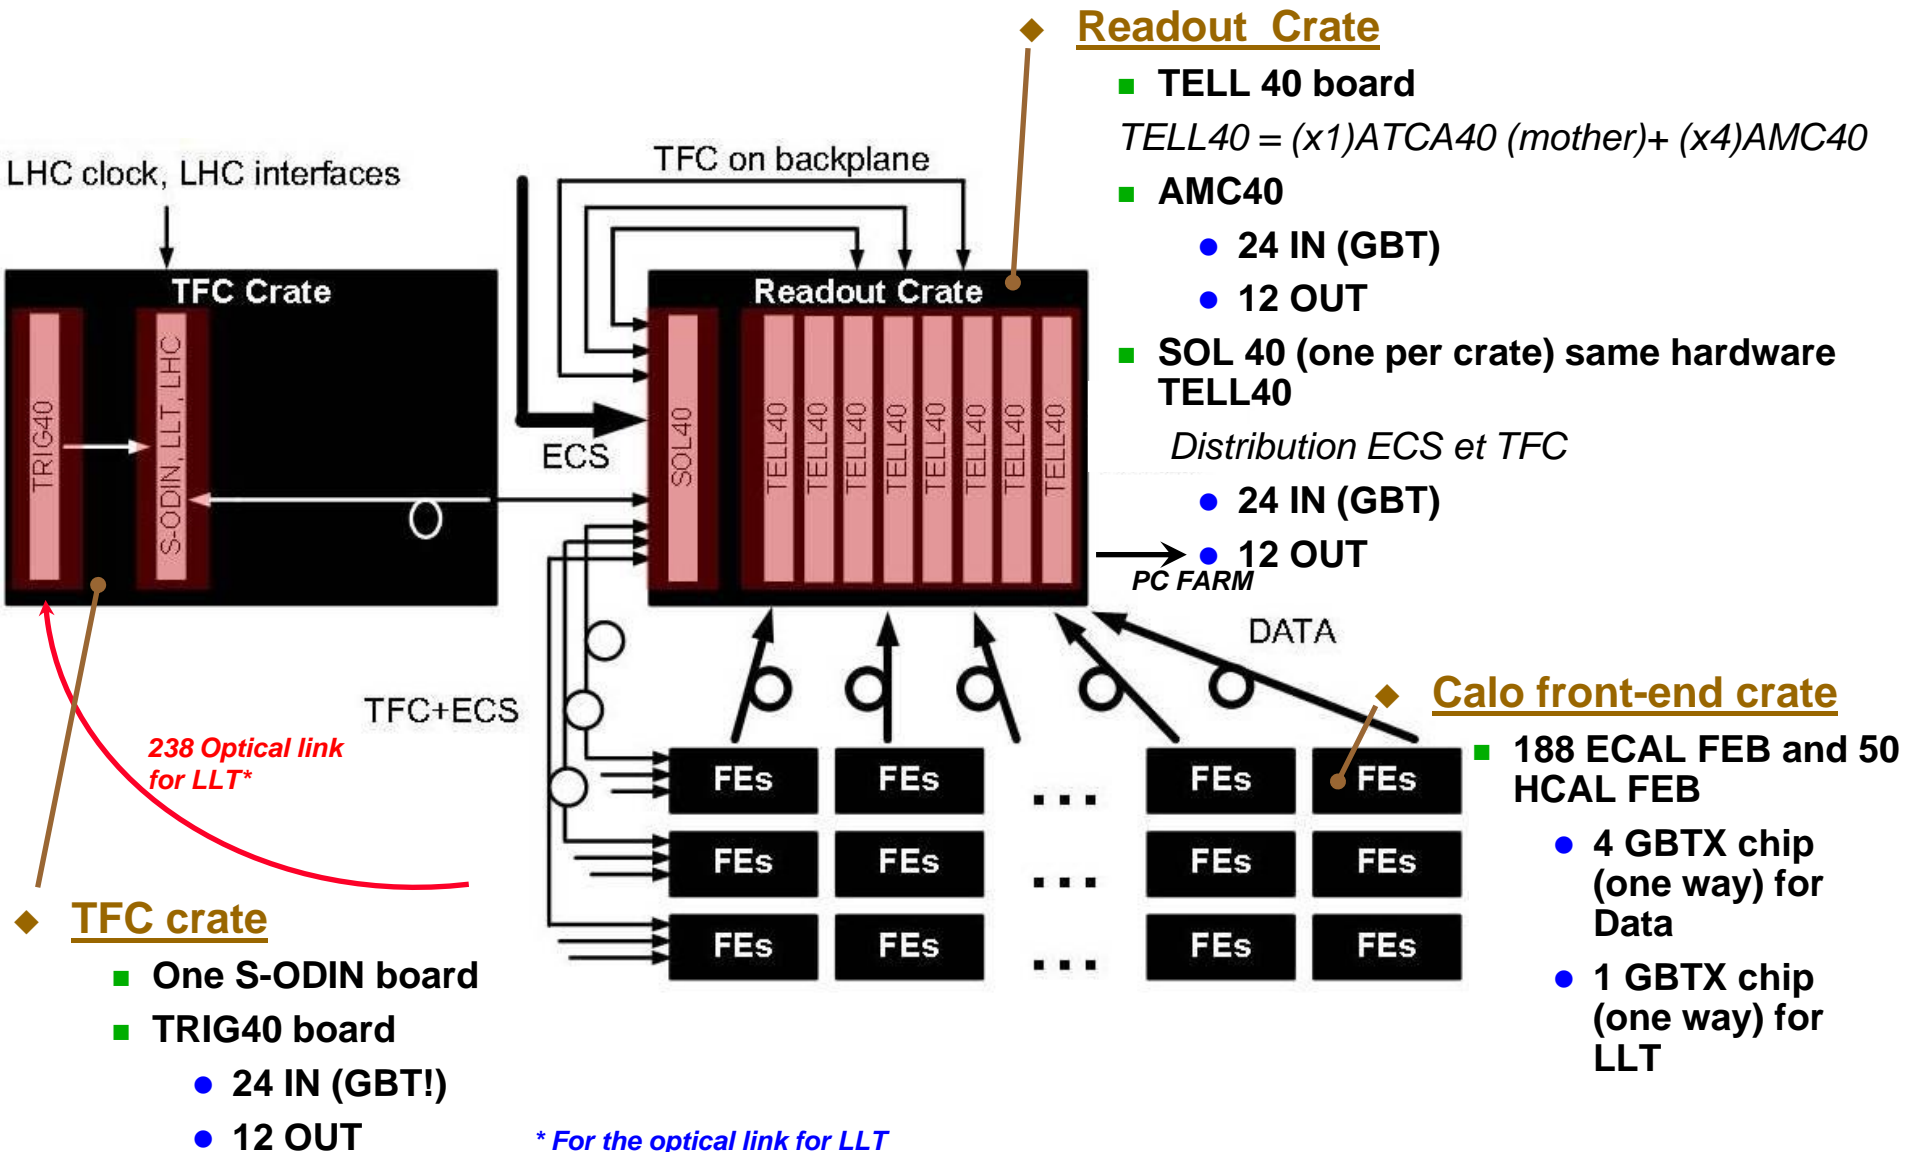 Readout  Crate
TELL 40 board
TELL40 = (x1)ATCA40 (mother)+ (x4)AMC40
AMC40
24 IN (GBT)
12 OUT
SOL 40 (one per crate) same hardware
TELL40
Distribution ECS et TFC
24 IN (GBT)
12 OUT
PC FARM
LHC clock, LHC interfaces
TFC on backplane
TFC Crate
Readout Crate
TRIG40
S-ODIN, LLT, LHC
ECS
SOL40
TELL40
TELL40
TELL40
TELL40
TELL40
TELL40
TELL40
TELL40
DATA
TFC+ECS
238 Optical link
for LLT*
Calo front-end crate
188 ECAL FEB and 50
HCAL FEB
4 GBTX chip
(one way) for
Data
1 GBTX chip
(one way) for
LLT
FEs FEs ... FEs FEs
FEs FEs ... FEs FEs
FEs FEs ... FEs FEs
TFC crate
One S-ODIN board
TRIG40 board
24 IN (GBT!)
12 OUT
* For the optical link for LLT